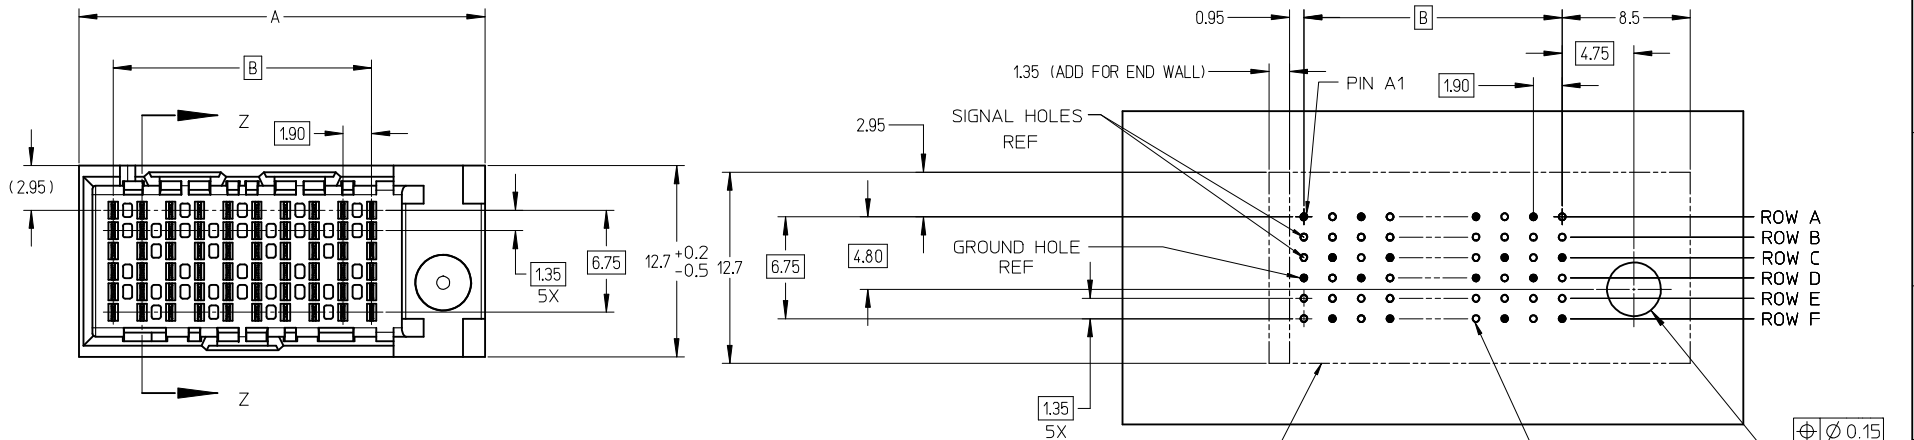 A
B
Z
1.90
(2.95)
1.35
5X
6.75
12.7 +0.2 -0.5
Z
0.95
B
8.5
4.75
1.35 (ADD FOR END WALL)
PIN A1
1.90
SIGNAL HOLES
REF
2.95
GROUND HOLE
REF
12.7
6.75
4.80
1.35
5X
ROW A
ROW B
ROW C
ROW D
ROW E
ROW F
⌖ Ø 0.15